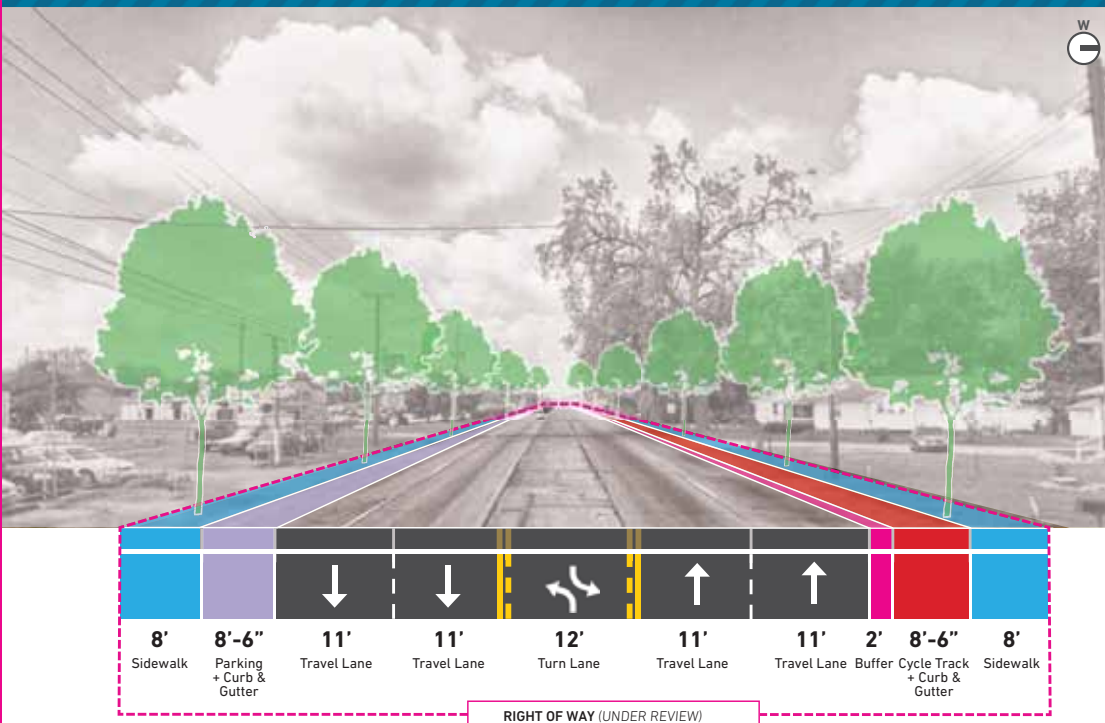 W
8’ 8’-6” 11’ 11’ 12’ 11’ 11’ 2’ 8’-6” 8’
Sidewalk Parking Travel Lane Travel Lane Turn Lane Travel Lane Travel Lane Buffer Cycle Track Sidewalk
+ Curb & + Curb &
Gutter Gutter
RIGHT OF WAY (UNDER REVIEW)